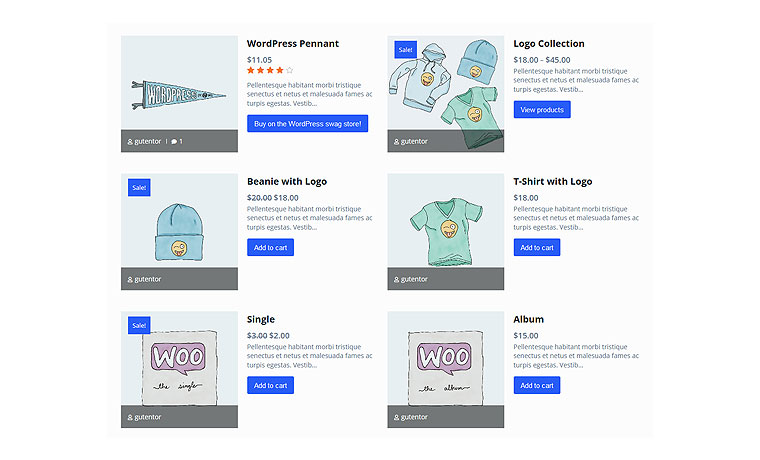 WordPress Pennant
$11.05
Pellentesque habitant morbi tristique
senectus et netus et malesuada fames ac
turpis egestas. Vestib...
Buy on the WordPress swag store!
WORDPRESS
gutentor | 1
Sale!
Logo Collection
$18.00 – $45.00
Pellentesque habitant morbi tristique
senectus et netus et malesuada fames ac
turpis egestas. Vestib...
View products
gutentor
Sale!
Beanie with Logo
$20.00 $18.00
Pellentesque habitant morbi tristique
senectus et netus et malesuada fames ac
turpis egestas. Vestib...
Add to cart
gutentor
T-Shirt with Logo
$18.00
Pellentesque habitant morbi tristique
senectus et netus et malesuada fames ac
turpis egestas. Vestib...
Add to cart
gutentor
Sale!
Single
$3.00 $2.00
Pellentesque habitant morbi tristique
senectus et netus et malesuada fames ac
turpis egestas. Vestib...
Add to cart
WOO
the single
gutentor
Album
$15.00
Pellentesque habitant morbi tristique
senectus et netus et malesuada fames ac
turpis egestas. Vestib...
Add to cart
WOO
the album
gutentor